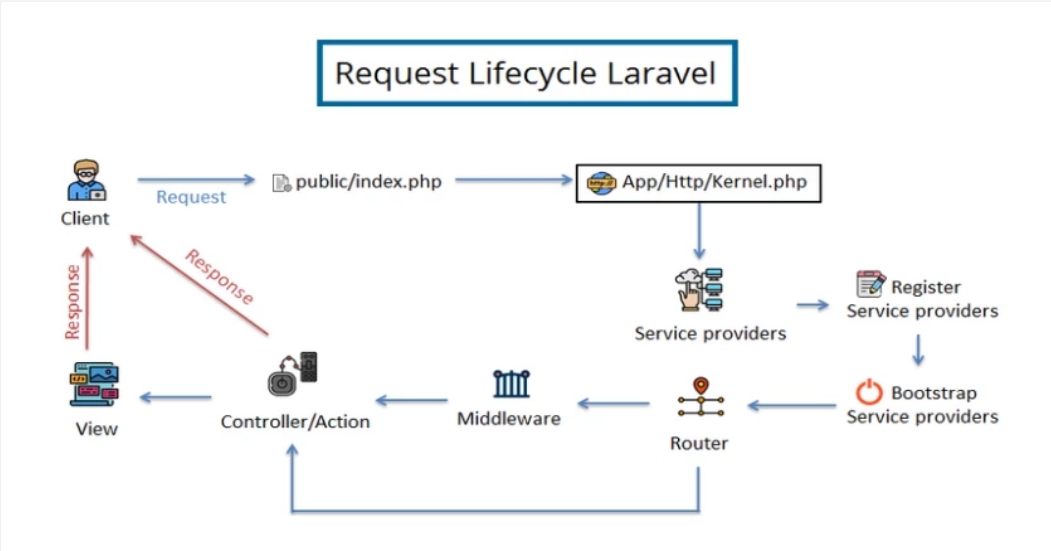 Request Lifecycle Laravel
Client
Request
public/index.php
http://
App/Http/Kernel.php
Service providers
Register
Service providers
Bootstrap
Service providers
Router
Middleware
Controller/Action
View
Response
Response